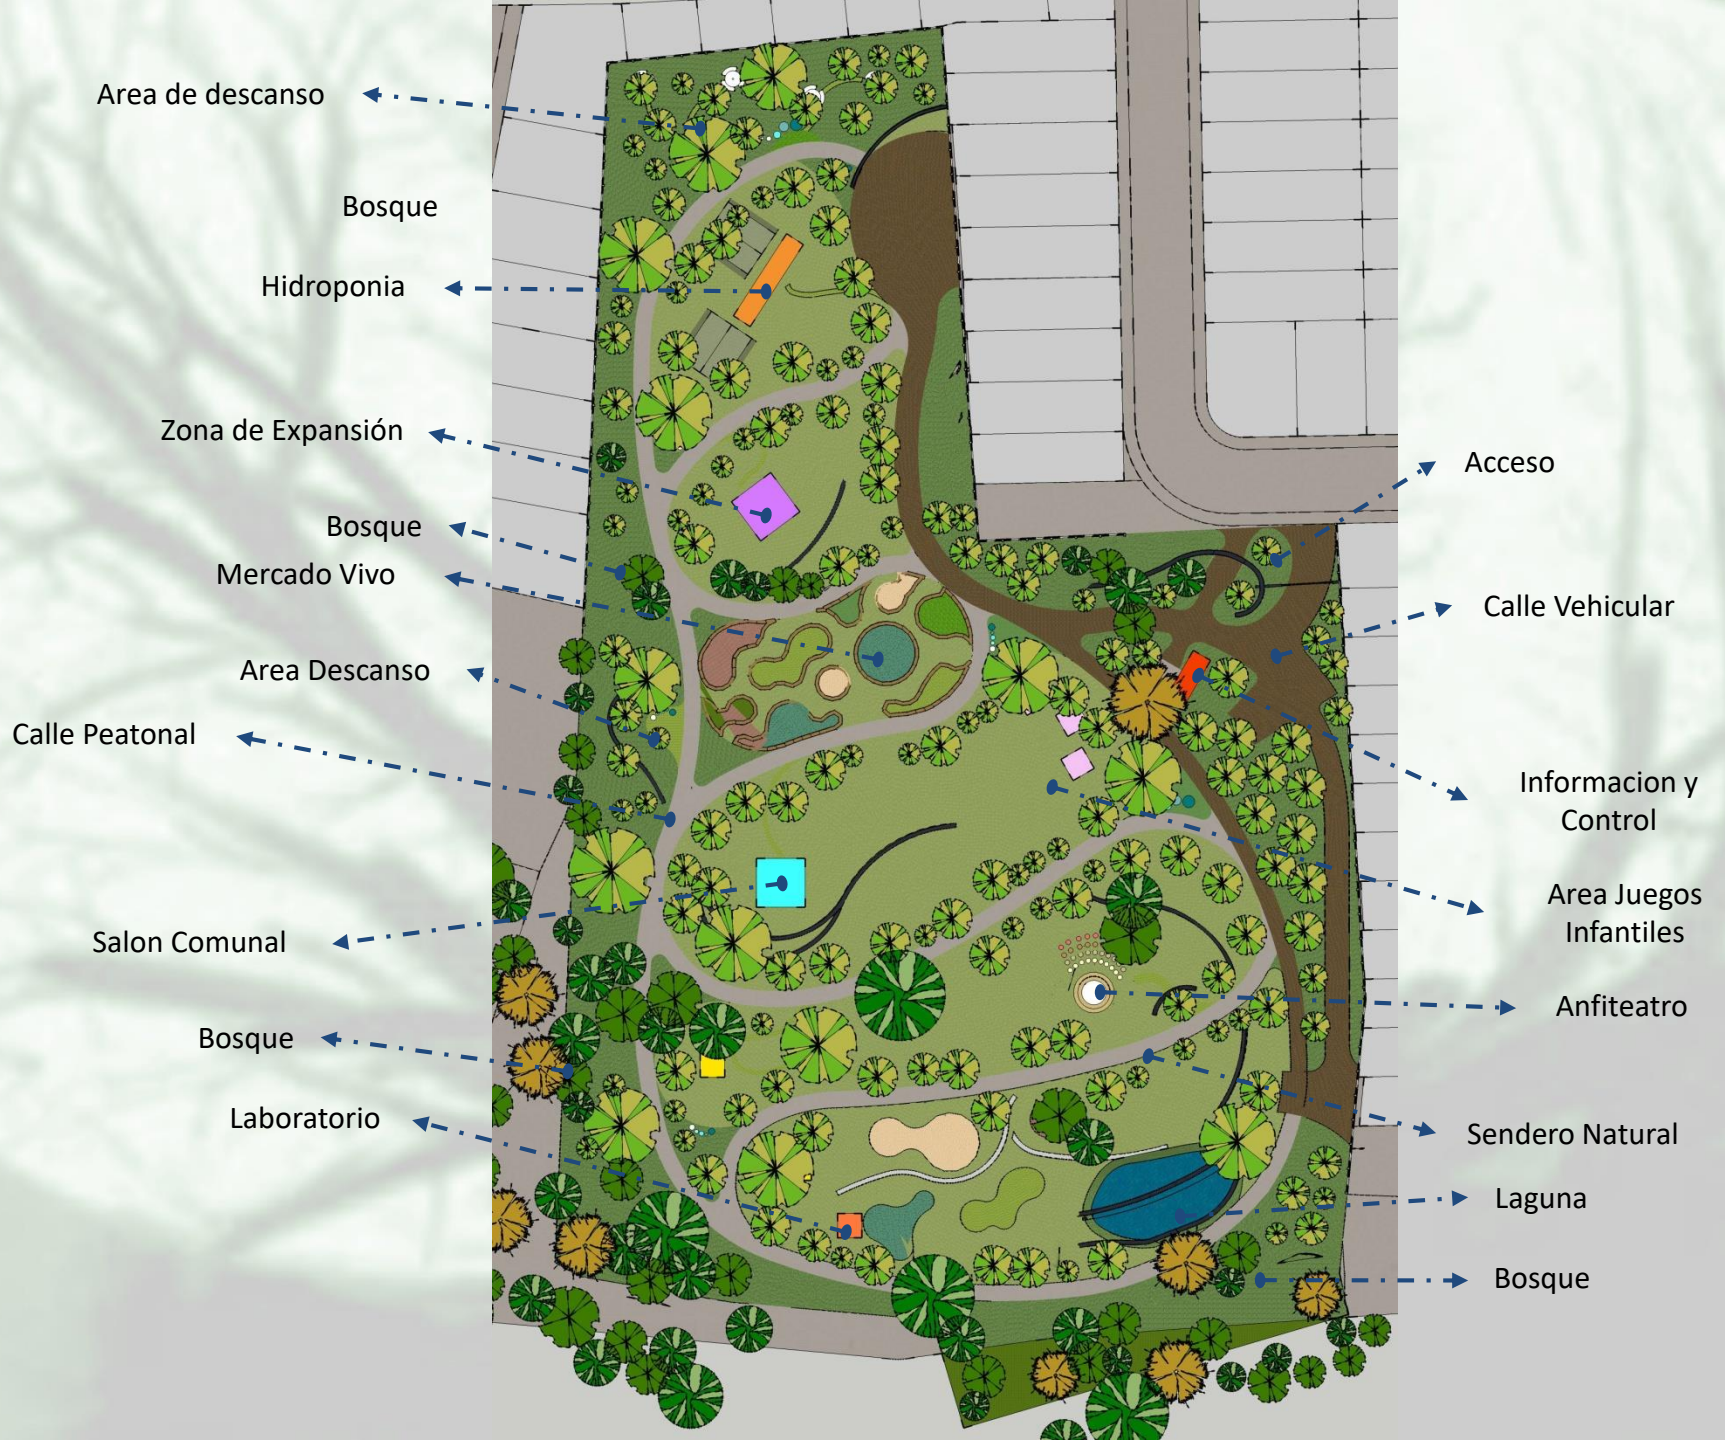 Area de descanso
Bosque
Hidroponia
Zona de Expansión
Bosque
Mercado Vivo
Area Descanso
Calle Peatonal
Salon Comunal
Bosque
Laboratorio
Acceso
Calle Vehicular
Informacion y
Control
Area Juegos
Infantiles
Anfiteatro
Sendero Natural
Laguna
Bosque